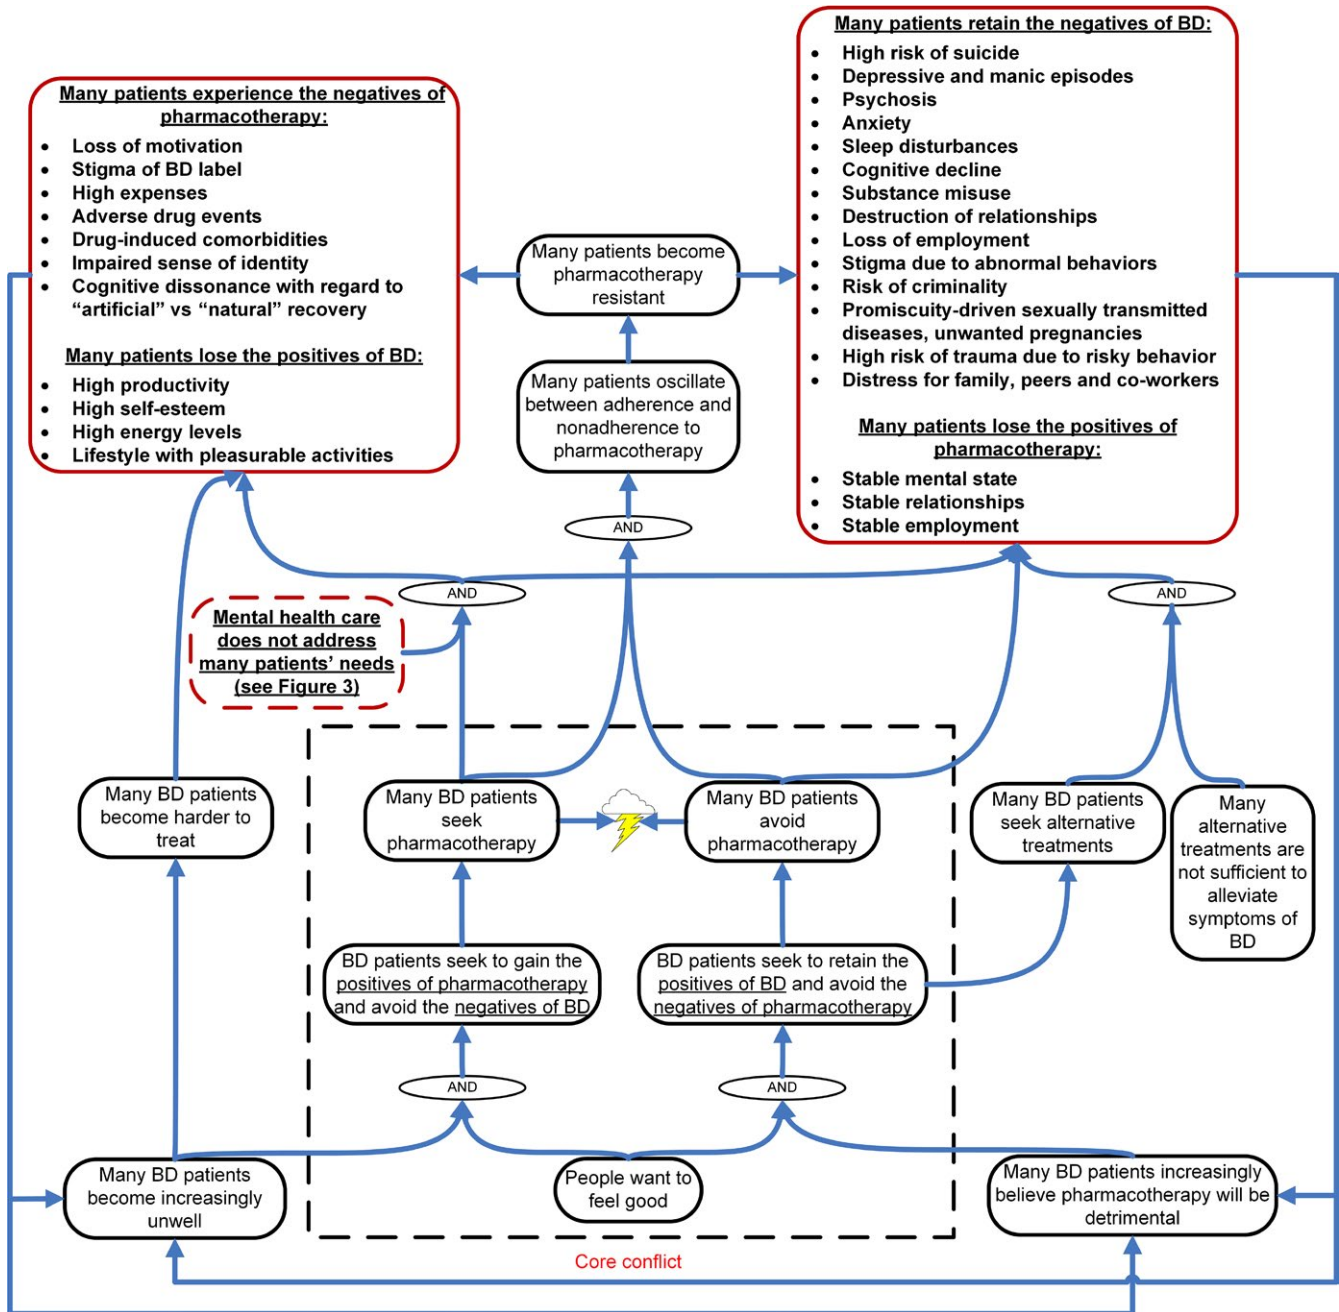 Many patients retain the negatives of BD:
• High risk of suicide
• Depressive and manic episodes
• Psychosis
• Anxiety
• Sleep disturbances
• Cognitive decline
• Substance misuse
• Destruction of relationships
• Loss of employment
• Stigma due to abnormal behaviors
• Risk of criminality
• Promiscuity-driven sexually transmitted
diseases, unwanted pregnancies
• High risk of trauma due to risky behavior
• Distress for family, peers and co-workers
Many patients lose the positives of
pharmacotherapy:
• Stable mental state
• Stable relationships
• Stable employment
Many patients experience the negatives of
pharmacotherapy:
• Loss of motivation
• Stigma of BD label
• High expenses
• Adverse drug events
• Drug-induced comorbidities
• Impaired sense of identity
• Cognitive dissonance with regard to
“artificial” vs “natural” recovery
Many patients lose the positives of BD:
• High productivity
• High self-esteem
• High energy levels
• Lifestyle with pleasurable activities
Many patients become
pharmacotherapy
resistant
Many patients oscillate
between adherence and
nonadherence to
pharmacotherapy
AND
AND
AND
Mental health care
does not address
many patients’ needs
(see Figure 3)
Many BD patients
become harder to
treat
Many BD patients
seek
pharmacotherapy
Many BD patients
avoid
pharmacotherapy
Many BD patients
seek alternative
treatments
Many
alternative
treatments are
not sufficient to
alleviate
symptoms of
BD
BD patients seek to gain the
positives of pharmacotherapy
and avoid the negatives of BD
BD patients seek to retain the
positives of BD and avoid the
negatives of pharmacotherapy
AND
AND
Many BD patients
become increasingly
unwell
People want to
feel good
Many BD patients increasingly
believe pharmacotherapy will be
detrimental
Core conflict